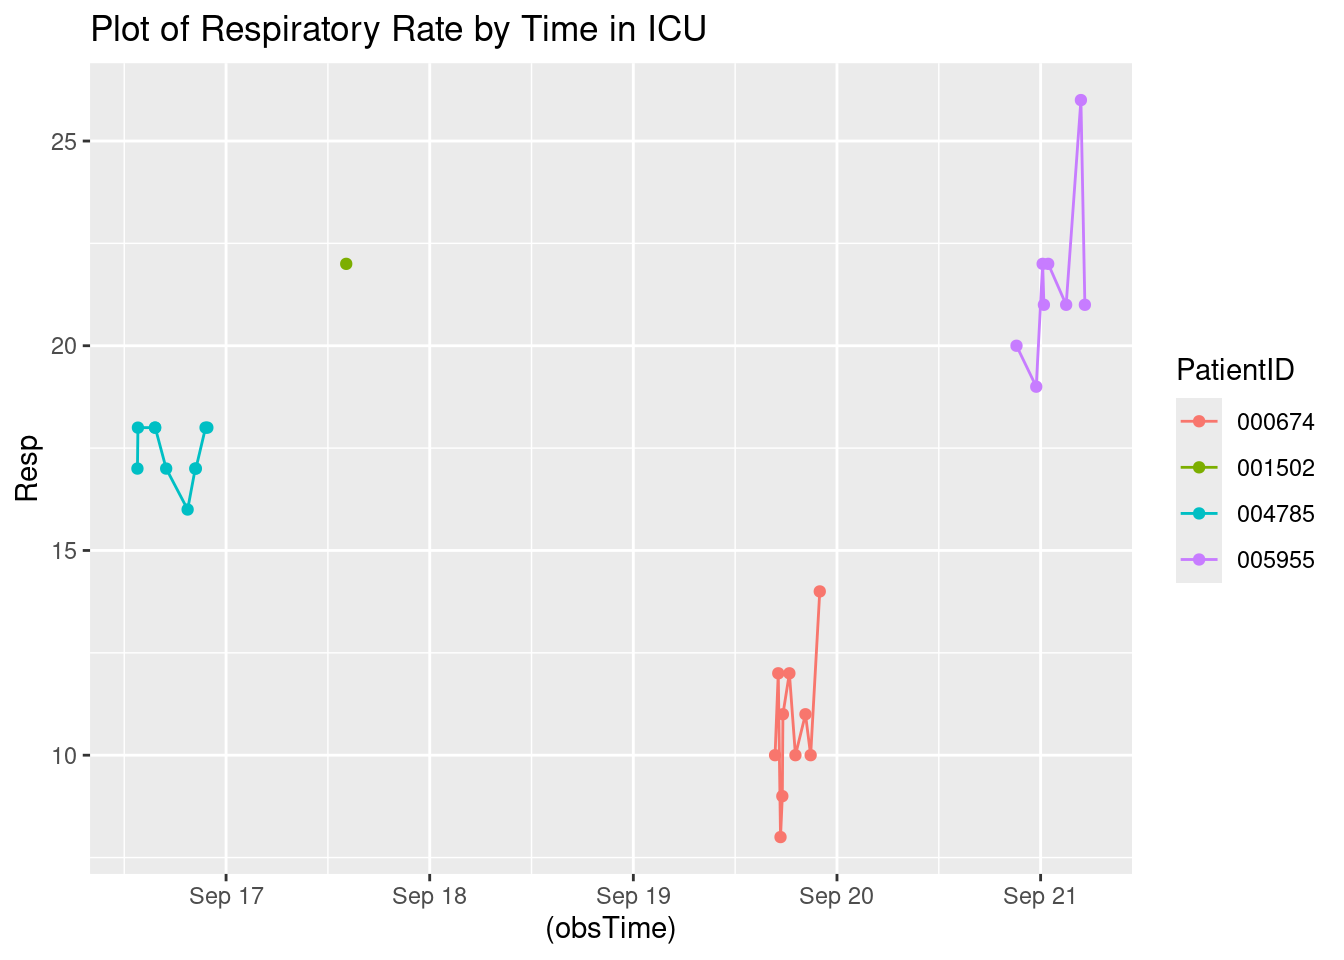 Plot of Respiratory Rate by Time in ICU
25
20
15
10
Resp
Sep 17
Sep 18
Sep 19
Sep 20
Sep 21
(obsTime)
PatientID
000674
001502
004785
005955